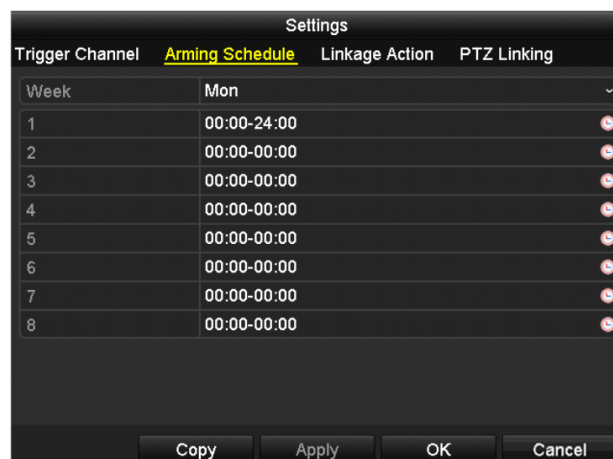 Settings
Trigger Channel Arming Schedule Linkage Action PTZ Linking
Week Mon
1 00:00-24:00
2 00:00-00:00
3 00:00-00:00
4 00:00-00:00
5 00:00-00:00
6 00:00-00:00
7 00:00-00:00
8 00:00-00:00
Copy Apply OK Cancel